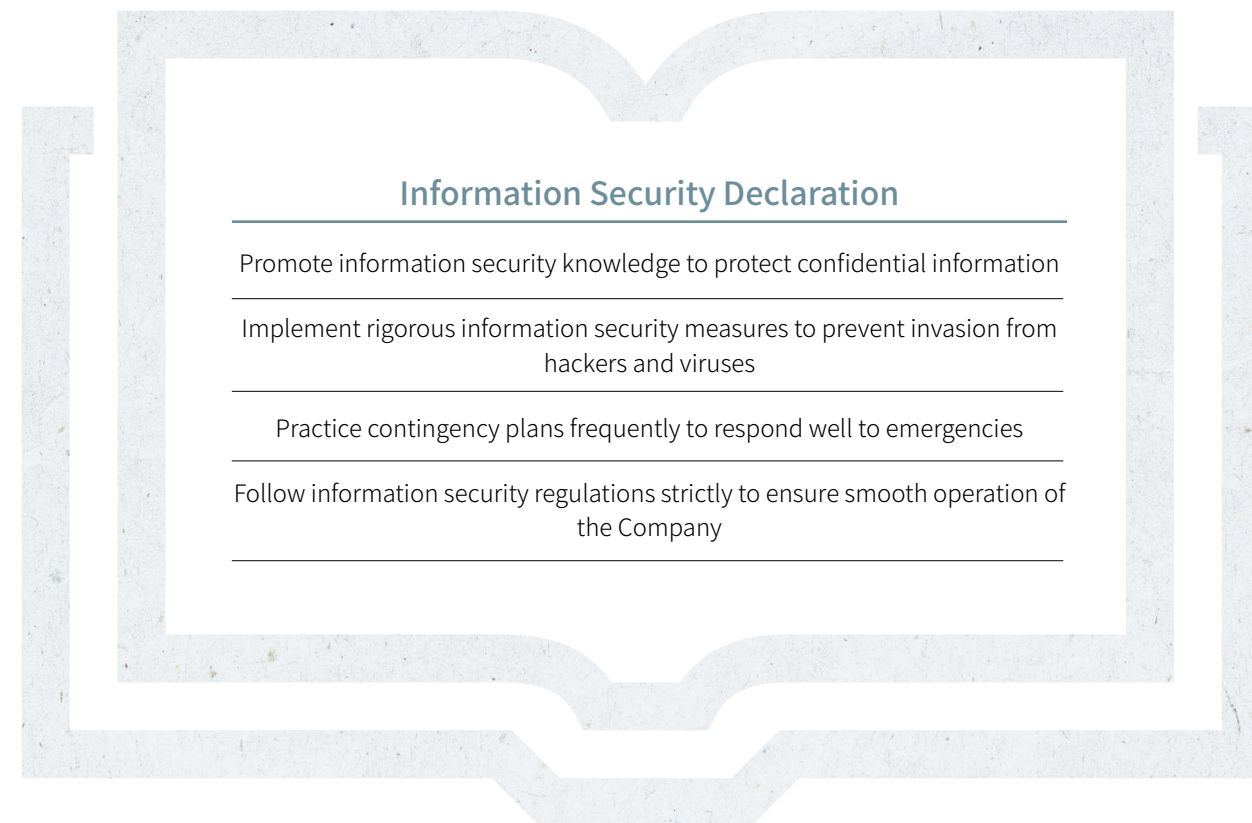 Information Security Declaration
Promote information security knowledge to protect confidential information
Implement rigorous information security measures to prevent invasion from
hackers and viruses
Practice contingency plans frequently to respond well to emergencies
Follow information security regulations strictly to ensure smooth operation of
the Company